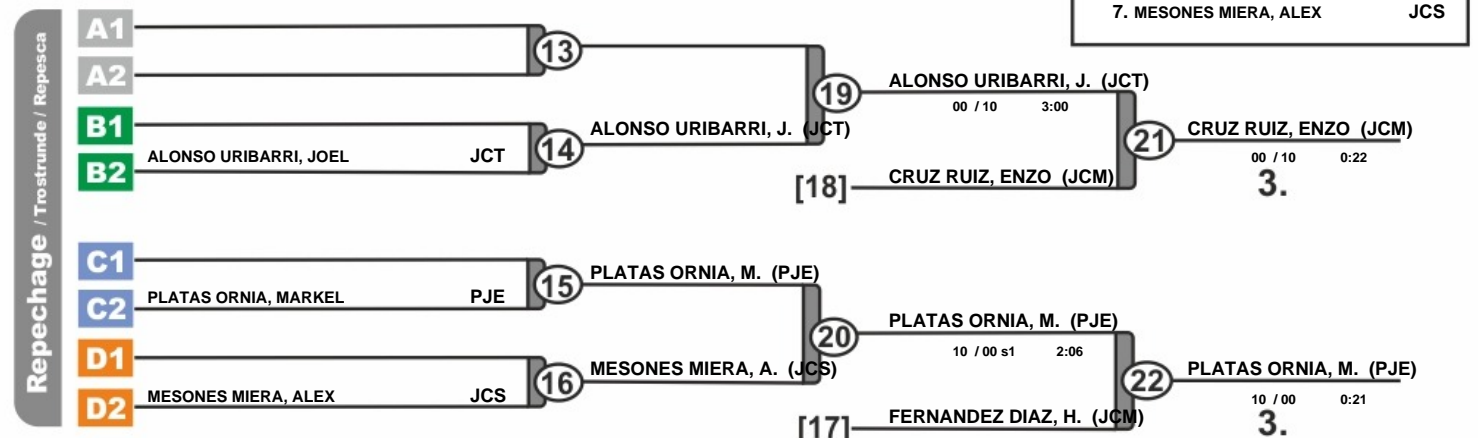 7. MESONES MIERA, ALEX JCS
Repechage / Trostrunde / Repesca
A1
13
A2
19
ALONSO URIBARRI, J. (JCT)
00 / 10 3:00
B1
ALONSO URIBARRI, J. (JCT)
21
CRUZ RUIZ, ENZO (JCM)
14
ALONSO URIBARRI, JOEL JCT
00 / 10 0:22
B2
[18]
CRUZ RUIZ, ENZO (JCM)
3.
C1
PLATAS ORNIA, M. (PJE)
15
C2
PLATAS ORNIA, MARKEL PJE
PLATAS ORNIA, M. (PJE)
20
10 / 00 s1 2:06
D1
MESONES MIERA, A. (JCS)
16
22
PLATAS ORNIA, M. (PJE)
MESONES MIERA, ALEX JCS
10 / 00 0:21
D2
[17]
FERNANDEZ DIAZ, H. (JCM)
3.